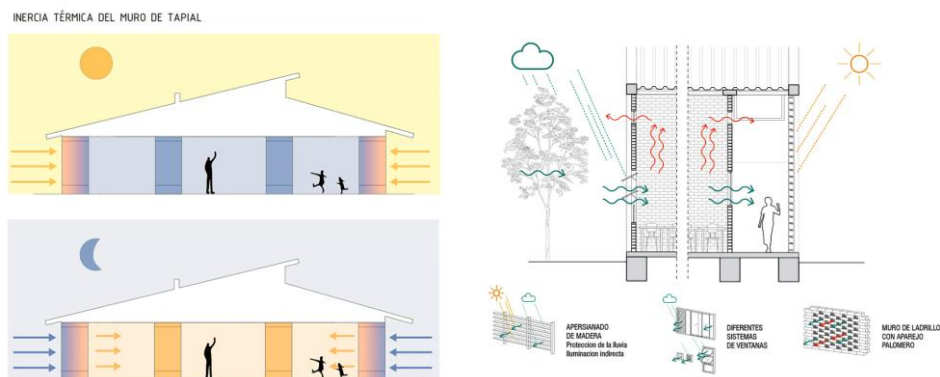 INERCIA TÉRMICA DEL MURO DE TAPIAL
APERSIANADO
DE MADERA
Proteccion de la lluvia
Iluminacion indirecta
DIFERENTES
SISTEMAS
DE VENTANAS
MURO DE LADRILLO
CON APAREJO
PALOMERO